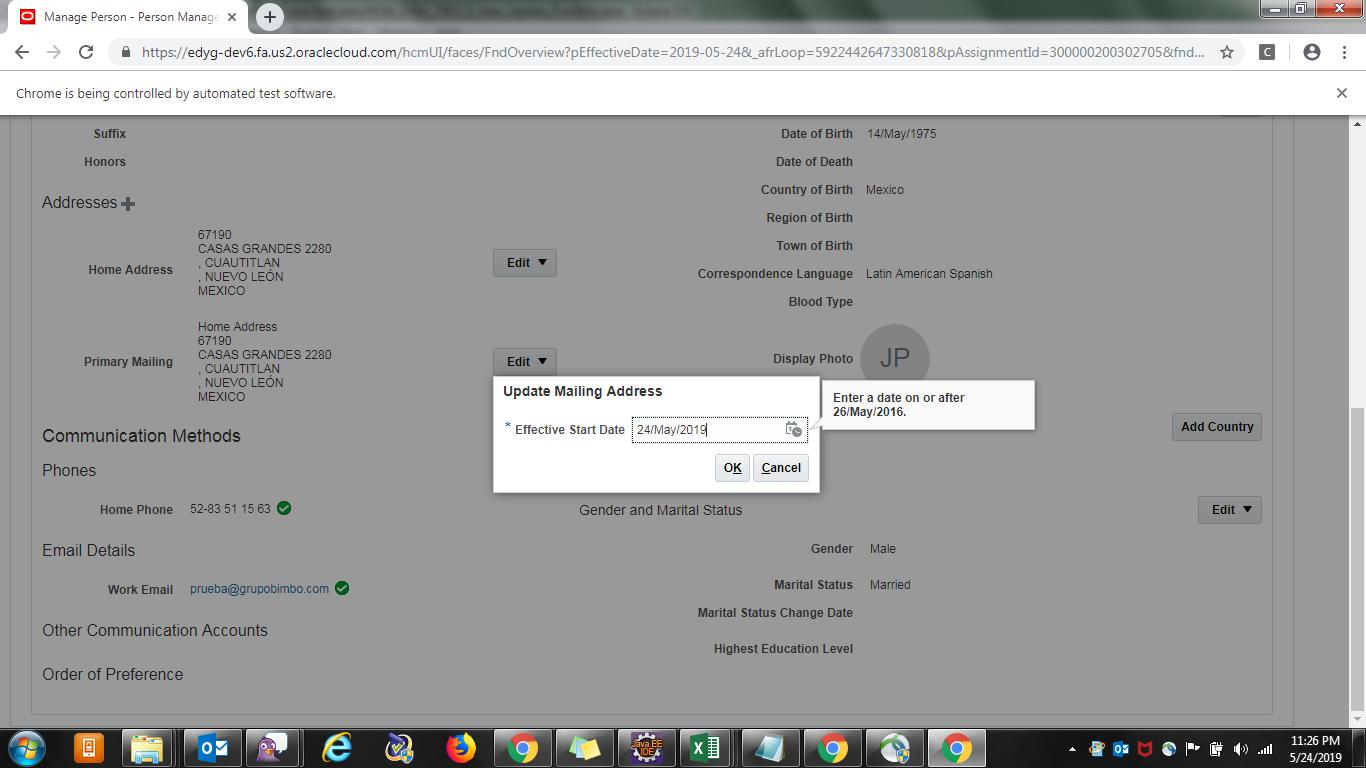 Manage Person - Person Manage
https://edyg-dev6.fa.us2.oraclecloud.com/hcmUI/faces/FndOverview?pEffectiveDate=2019-05-24&_afrLoop=5922442647330818&pAssignmentId=300000200302705&fnd...
Chrome is being controlled by automated test software.
Suffix
Honors
Date of Birth 14/May/1975
Date of Death
Country of Birth Mexico
Region of Birth
Town of Birth
Correspondence Language Latin American Spanish
Blood Type
Display Photo JP
Addresses
Home Address
67190
CASAS GRANDES 2280
, CUAUTITLAN
, NUEVO LEÓN
MEXICO
Edit
Primary Mailing
Home Address
67190
CASAS GRANDES 2280
, CUAUTITLAN
, NUEVO LEÓN
MEXICO
Edit
Update Mailing Address
* Effective Start Date 24/May/2019
OK Cancel
Enter a date on or after
26/May/2016.
Communication Methods
Add Country
Phones
Home Phone 52-83 51 15 63
Email Details
Work Email prueba@grupobimbo.com
Other Communication Accounts
Order of Preference
Gender and Marital Status
Edit
Gender Male
Marital Status Married
Marital Status Change Date
Highest Education Level
Java EE
IDE
11:26 PM
5/24/2019